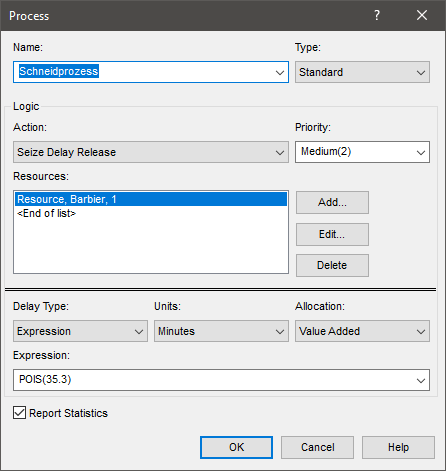 Process
?
Name:
Type:
Schneidprozess
Standard
Logic
Action:
Priority:
Seize Delay Release
Medium(2)
Resources:
Resource, Barbier, 1
<End of list>
Add...
Edit...
Delete
Delay Type:
Units:
Allocation:
Expression
Minutes
Value Added
Expression:
POIS(35.3)
Report Statistics
OK
Cancel
Help